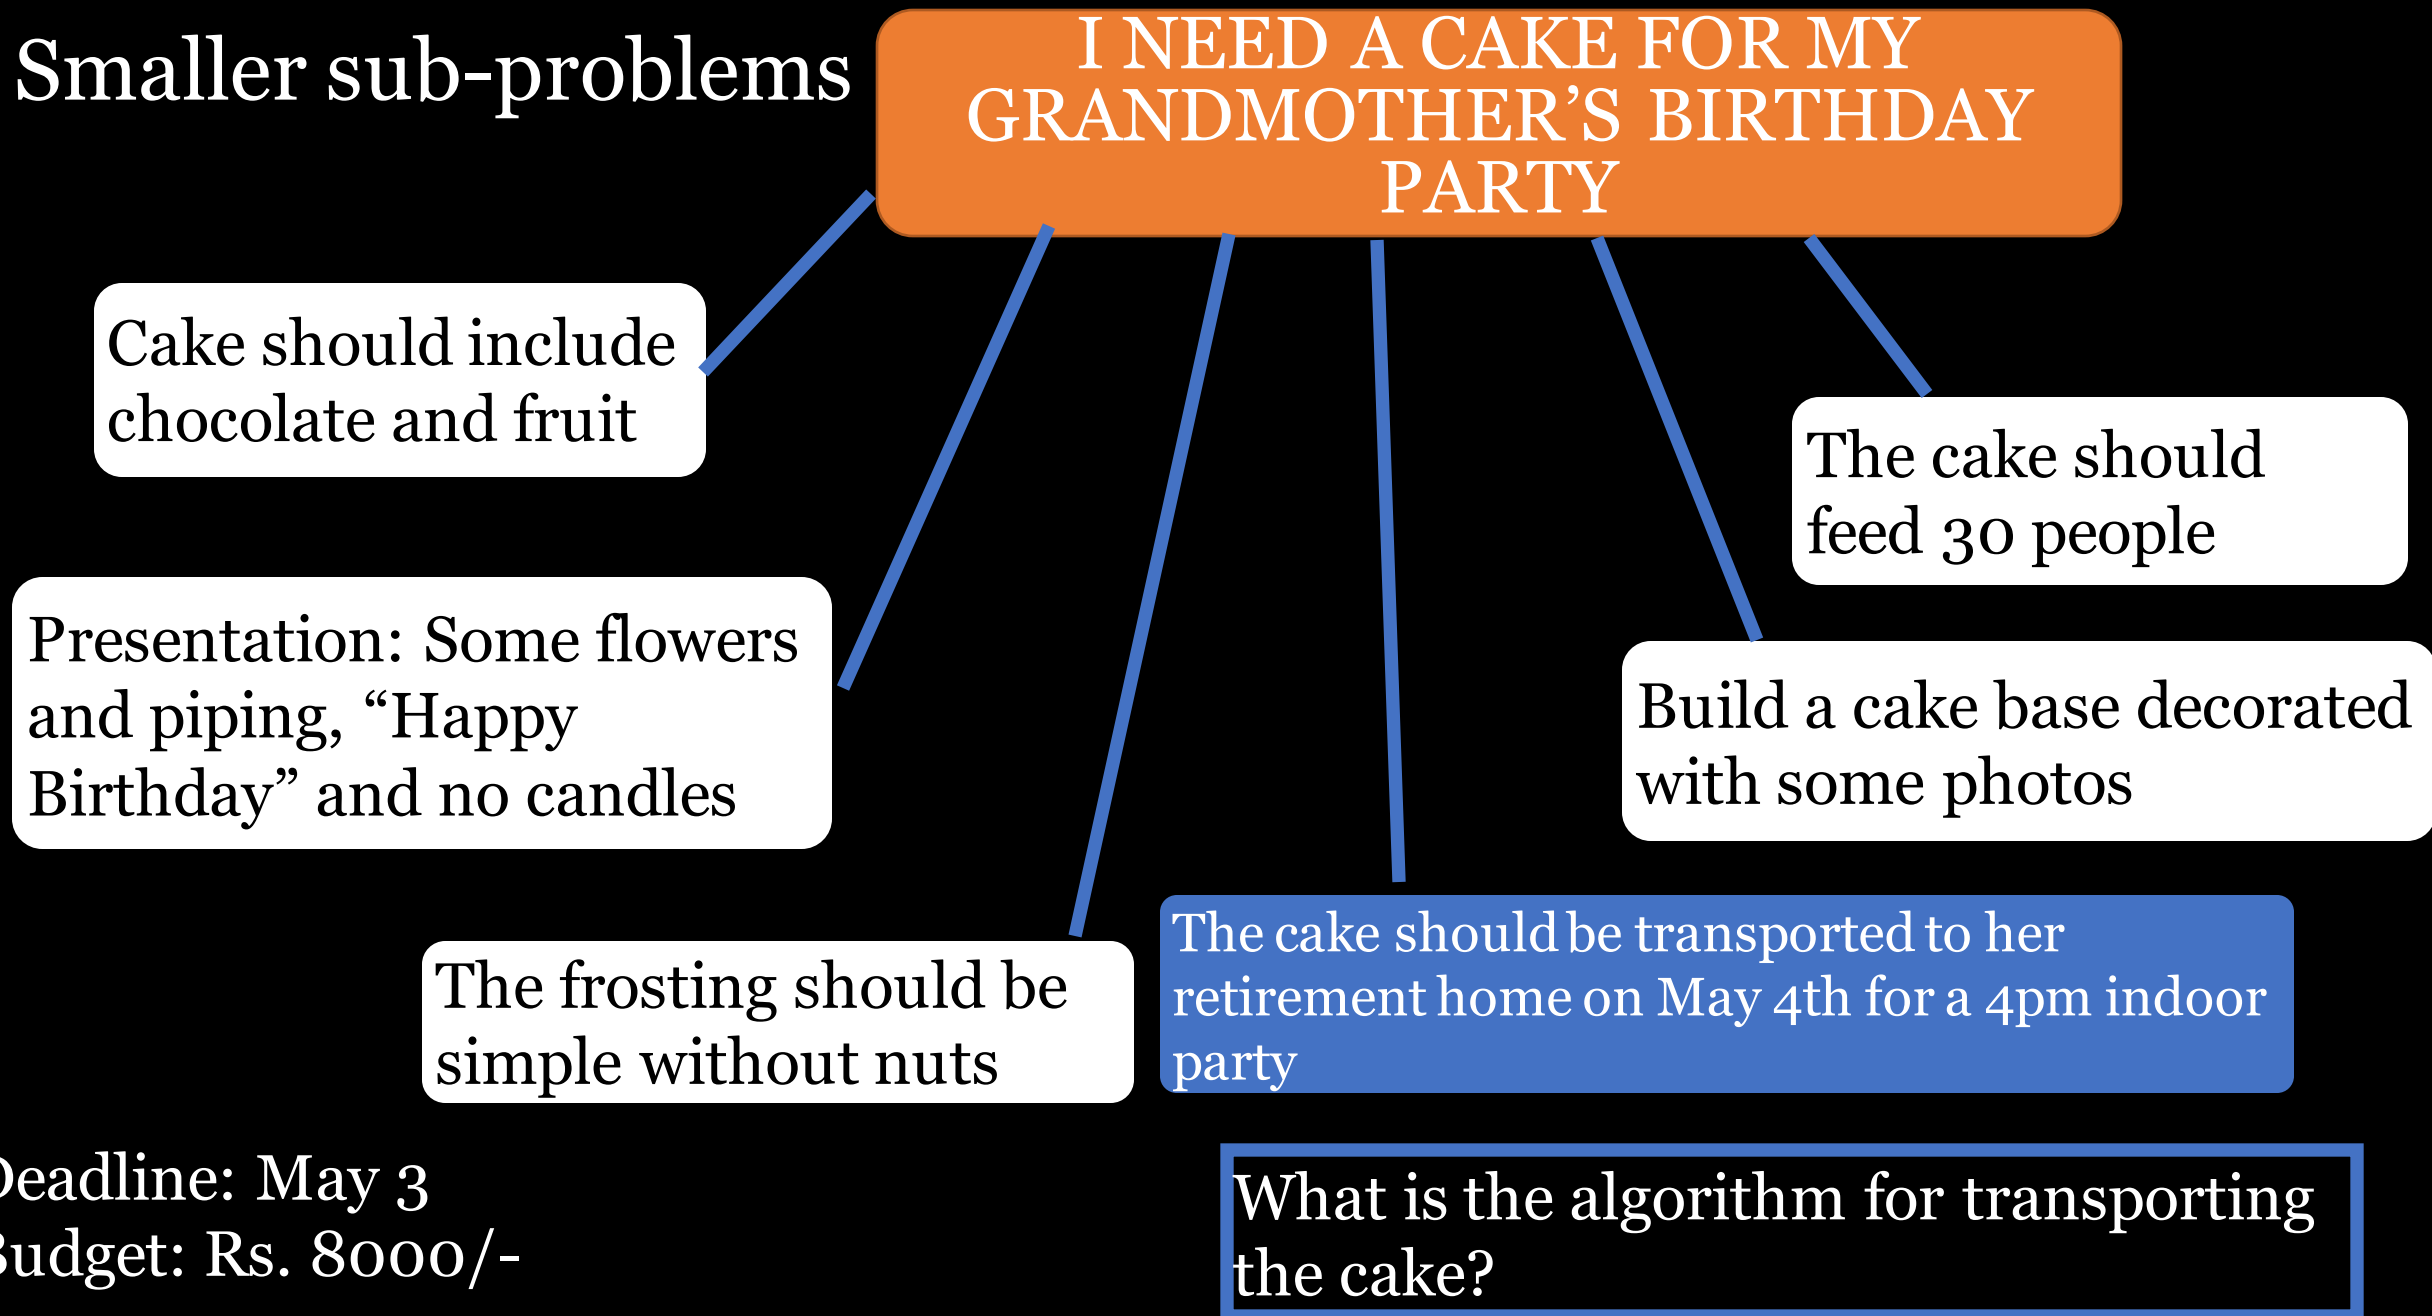 Smaller sub-problems
I NEED A CAKE FOR MY
GRANDMOTHER’S BIRTHDAY
PARTY
Cake should include
chocolate and fruit
The cake should
feed 30 people
Presentation: Some flowers
and piping, “Happy
Birthday” and no candles
Build a cake base decorated
with some photos
The frosting should be
simple without nuts
The cake should be transported to her
retirement home on May 4th for a 4pm indoor
party
Deadline: May 3
Budget: Rs. 8000/-
What is the algorithm for transporting
the cake?